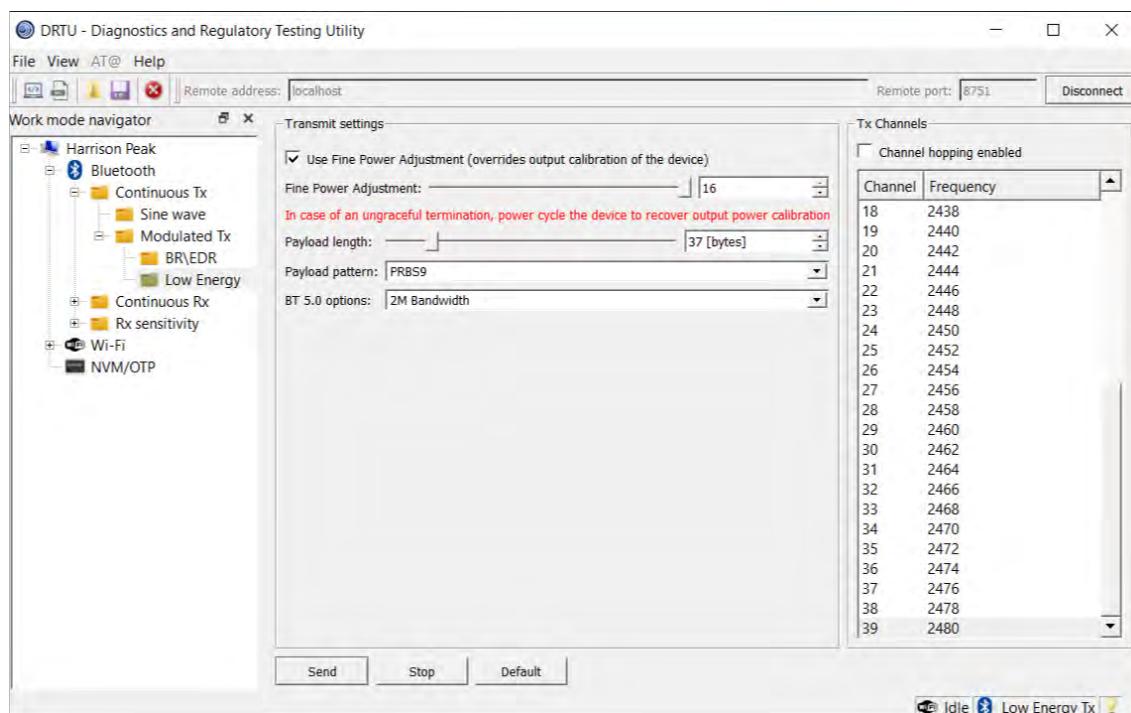 DRTU - Diagnostics and Regulatory Testing Utility
File View AT@ Help
Remote address: localhost Remote port: 8751 Disconnect
Work mode navigator
Harrison Peak
Bluetooth
Continuous Tx
Sine wave
Modulated Tx
BR\EDR
Low Energy
Continuous Rx
Rx sensitivity
Wi-Fi
NVM/OTP
Transmit settings
Use Fine Power Adjustment (overrides output calibration of the device)
Fine Power Adjustment: 16
In case of an ungraceful termination, power cycle the device to recover output power calibration
Payload length: 37 [bytes]
Payload pattern: PRBS9
BT 5.0 options: 2M Bandwidth
Send Stop Default
Tx Channels
Channel hopping enabled
Channel Frequency
18 2438
19 2440
20 2442
21 2444
22 2446
23 2448
24 2450
25 2452
26 2454
27 2456
28 2458
29 2460
30 2462
31 2464
32 2466
33 2468
34 2470
35 2472
36 2474
37 2476
38 2478
39 2480
Idle Low Energy Tx